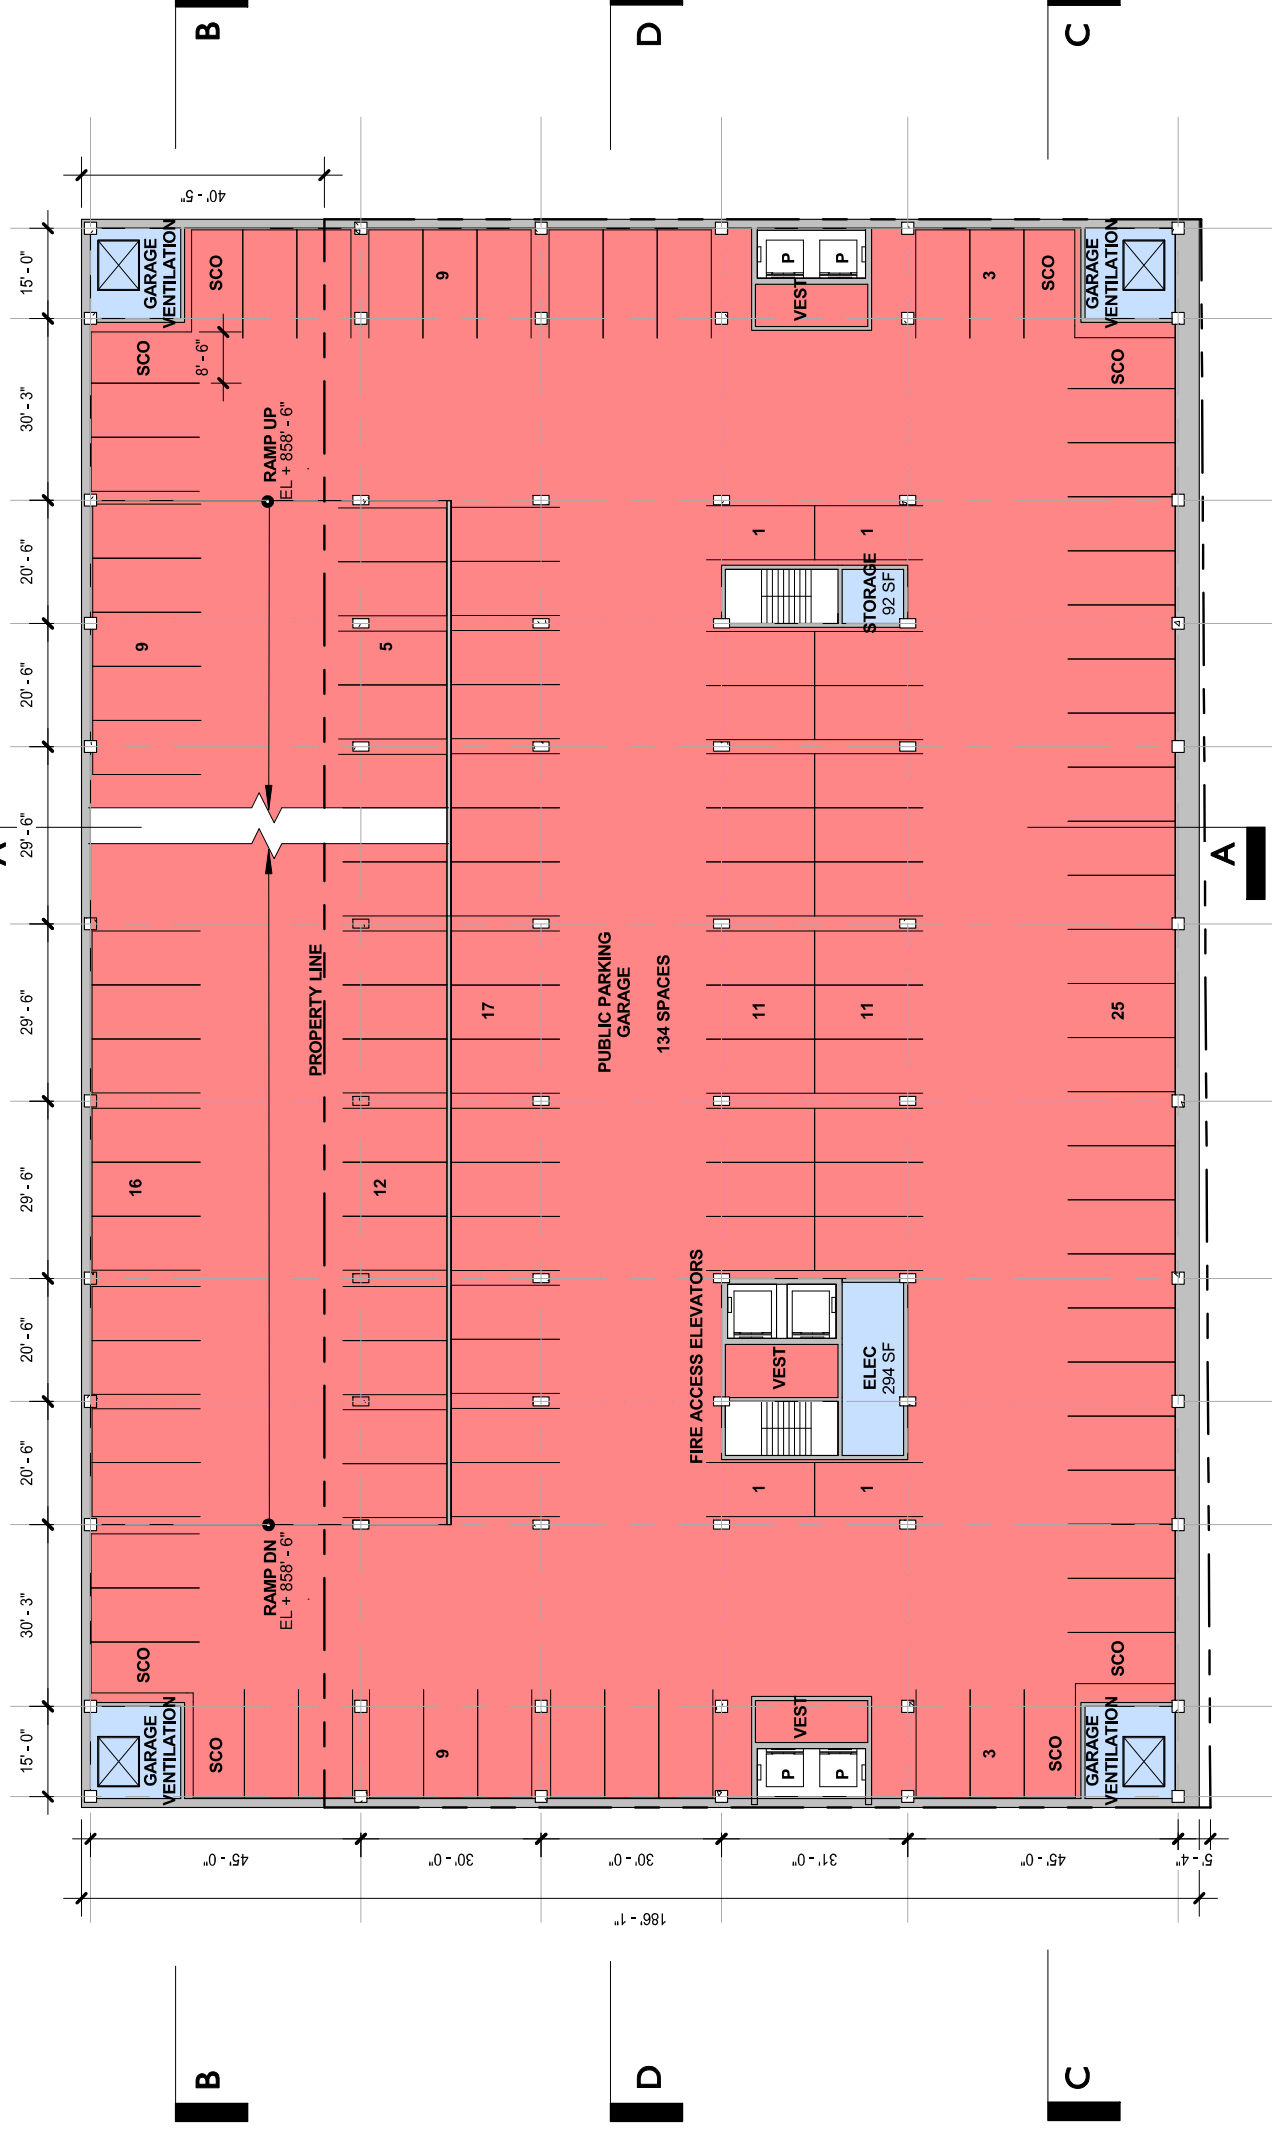 B
D
C
40' - 5"
15' - 0"
30' - 3"
20' - 6"
20' - 6"
29' - 6"
29' - 6"
29' - 6"
20' - 6"
20' - 6"
30' - 3"
15' - 0"
GARAGE
VENTILATION
SCO
SCO
8' - 6"
9
VEST
P
P
3
SCO
GARAGE
VENTILATION
SCO
RAMP UP
EL + 858' - 6"
9
5
1
1
STORAGE
92 SF
A
PROPERTY LINE
17
PUBLIC PARKING
GARAGE
134 SPACES
11
11
25
16
12
FIRE ACCESS ELEVATORS
VEST
ELEC
294 SF
1
1
RAMP DN
EL + 858' - 6"
SCO
GARAGE
VENTILATION
SCO
9
VEST
P
P
3
SCO
SCO
GARAGE
VENTILATION
45' - 0"
30' - 0"
30' - 0"
31' - 0"
45' - 0"
5' - 4"
186' - 1"
B
D
C